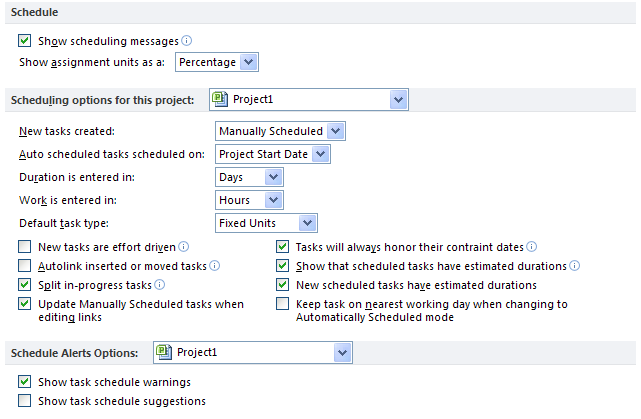 Schedule
Show scheduling messages
Show assignment units as a: Percentage
Scheduling options for this project: Project1
New tasks created: Manually Scheduled
Auto scheduled tasks scheduled on: Project Start Date
Duration is entered in: Days
Work is entered in: Hours
Default task type: Fixed Units
New tasks are effort driven
Tasks will always honor their contraint dates
Autolink inserted or moved tasks
Show that scheduled tasks have estimated durations
Split in-progress tasks
New scheduled tasks have estimated durations
Update Manually Scheduled tasks when
editing links
Keep task on nearest working day when changing to
Automatically Scheduled mode
Schedule Alerts Options: Project1
Show task schedule warnings
Show task schedule suggestions